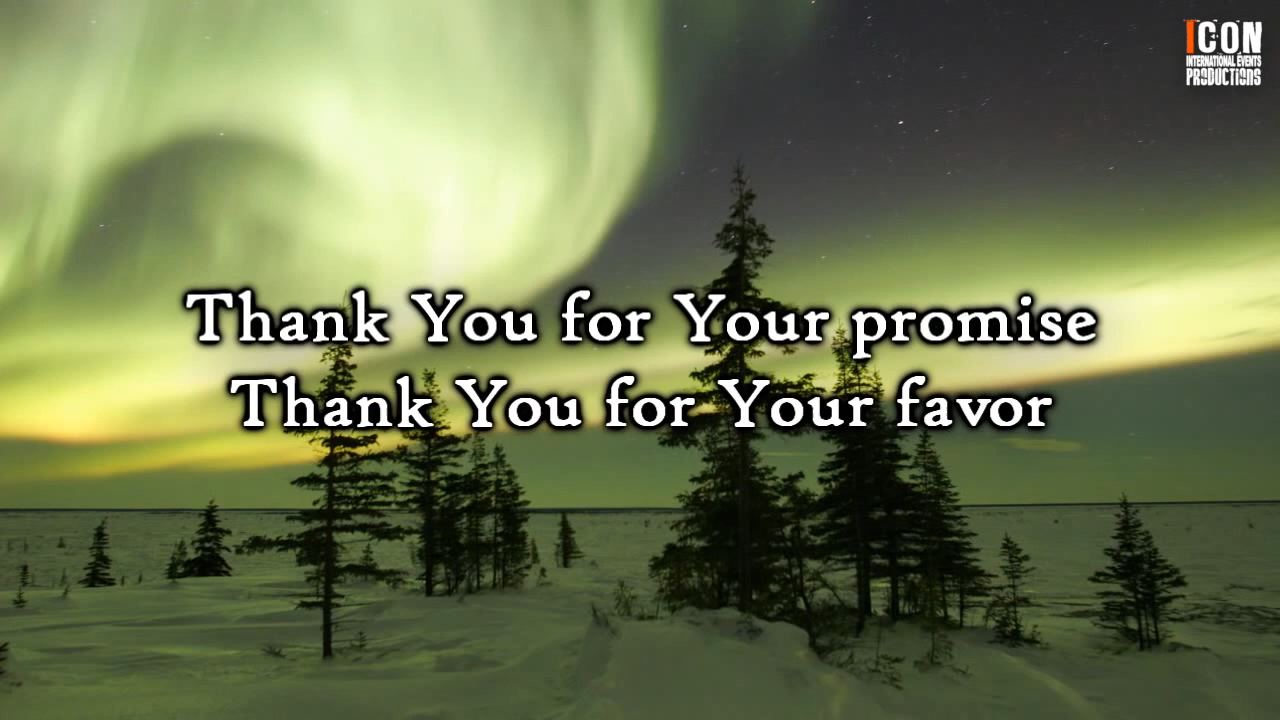 ICON
INTERNATIONAL EVENTS
PRODUCTIONS
Thank You for Your promise
Thank You for Your favor